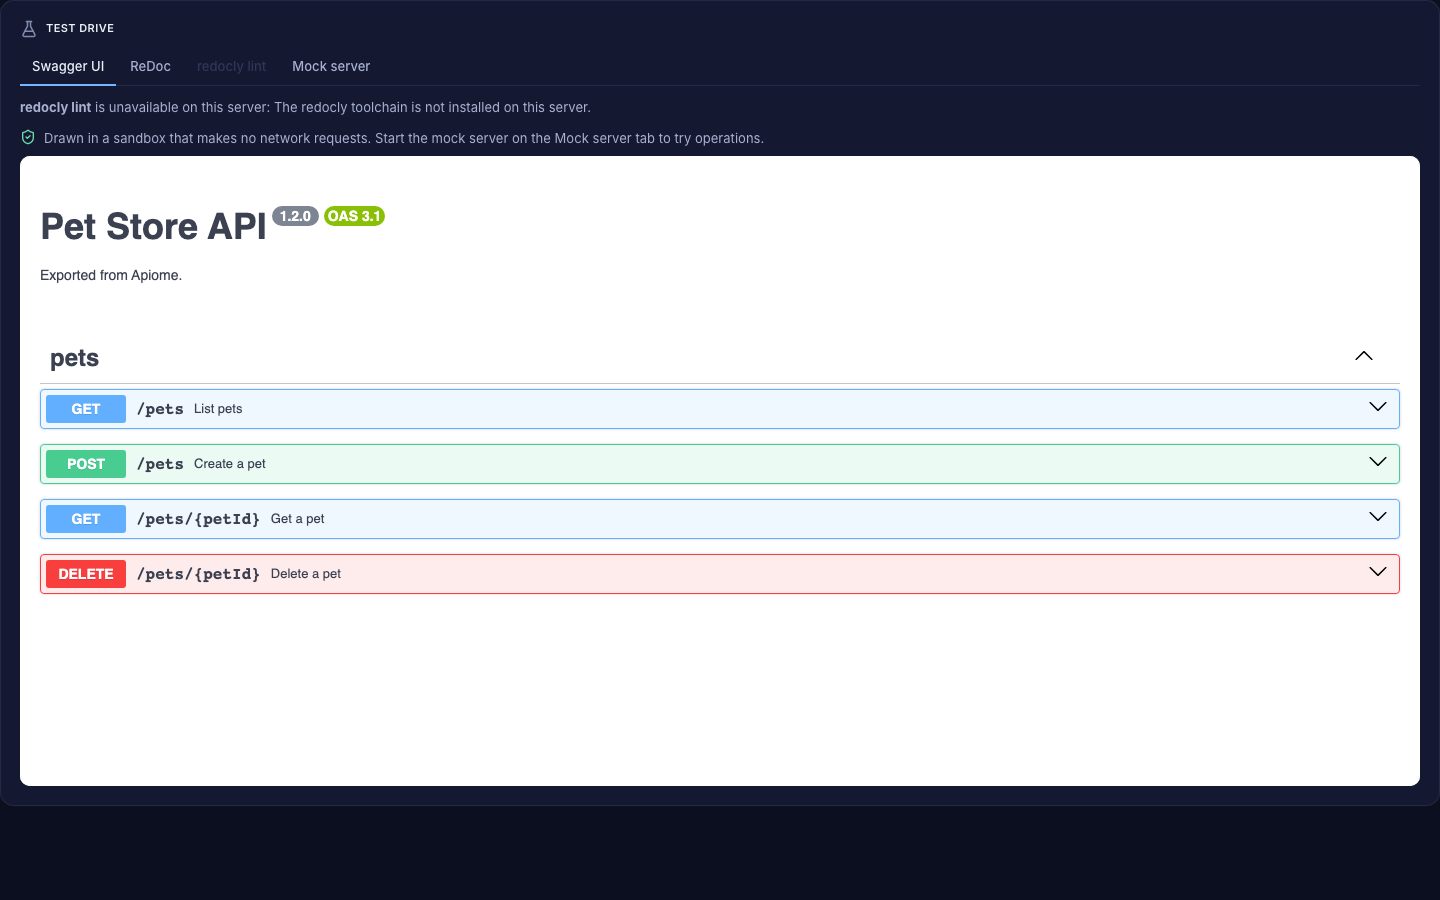 TEST DRIVE
Swagger UI ReDoc redocly lint Mock server
redocly lint is unavailable on this server: The redocly toolchain is not installed on this server.
Drawn in a sandbox that makes no network requests. Start the mock server on the Mock server tab to try operations.
Pet Store API 1.2.0 OAS 3.1
Exported from Apiome.
pets
GET /pets List pets
POST /pets Create a pet
GET /pets/{petId} Get a pet
DELETE /pets/{petId} Delete a pet